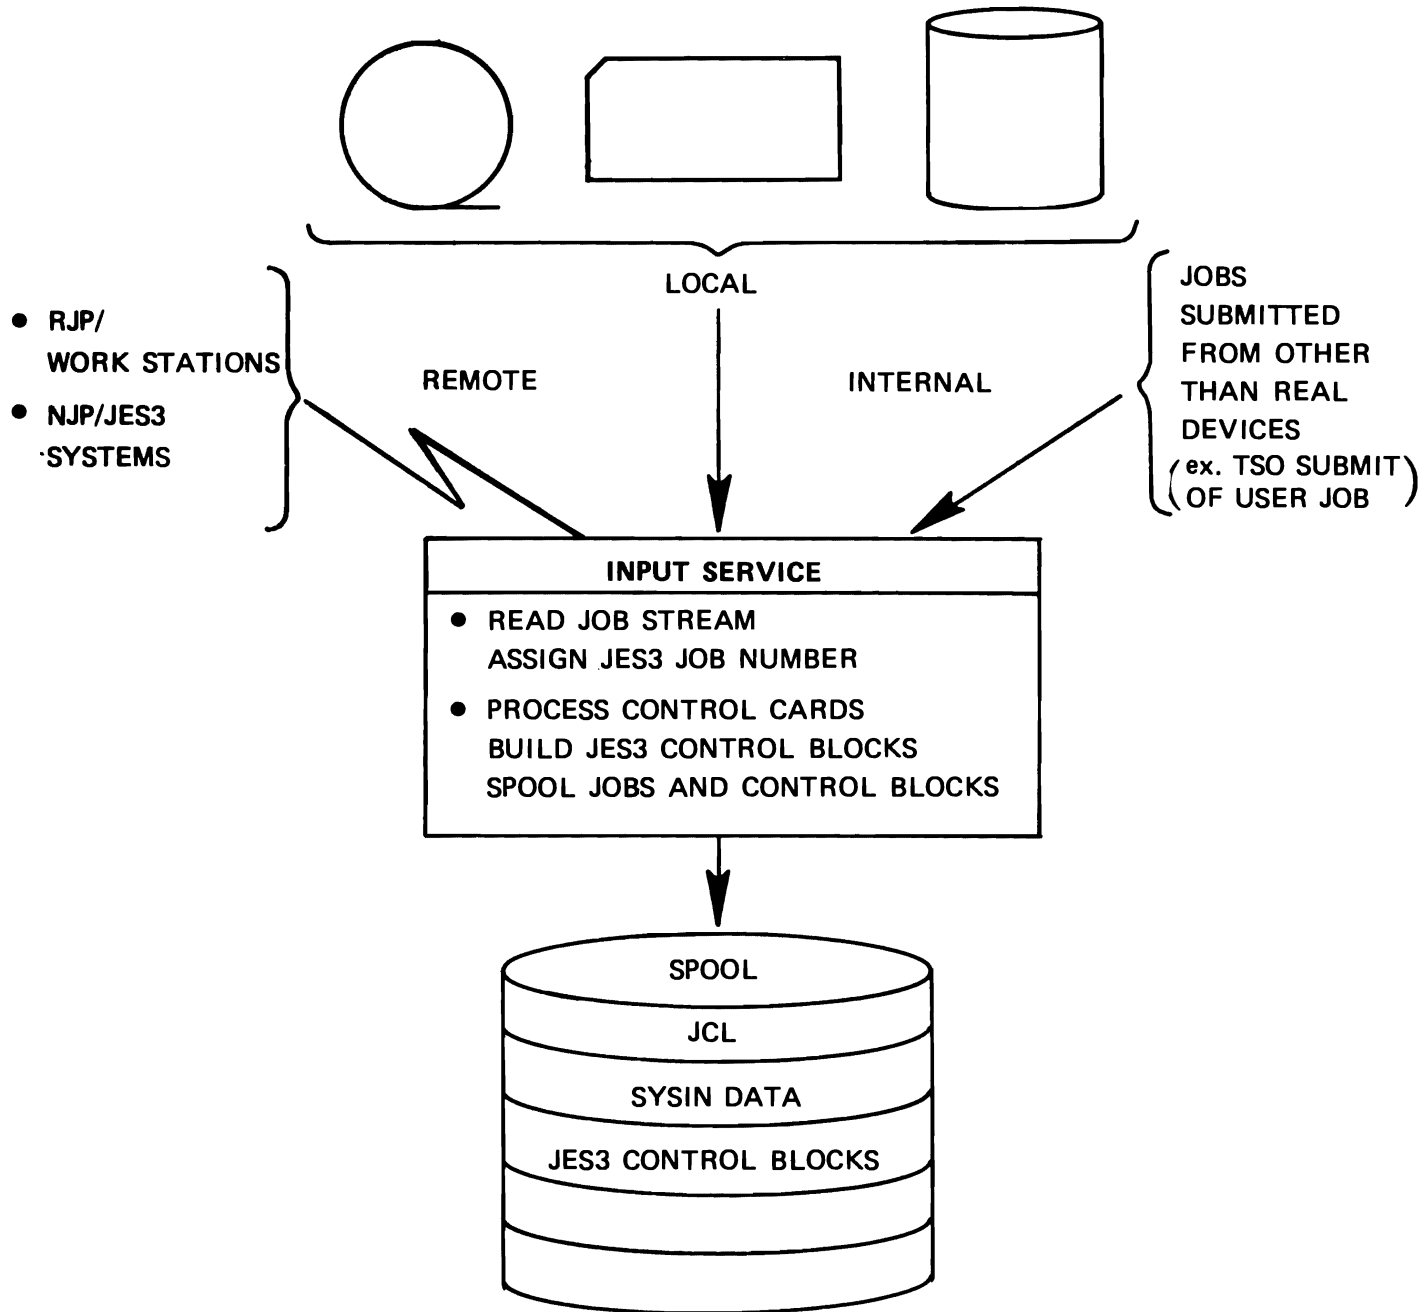 LOCAL
● RJP/
WORK STATIONS
● NJP/JES3
SYSTEMS
REMOTE
INTERNAL
JOBS
SUBMITTED
FROM OTHER
THAN REAL
DEVICES
(ex. TSO SUBMIT
OF USER JOB)
INPUT SERVICE
● READ JOB STREAM
ASSIGN JES3 JOB NUMBER
● PROCESS CONTROL CARDS
BUILD JES3 CONTROL BLOCKS
SPOOL JOBS AND CONTROL BLOCKS
SPOOL
JCL
SYSIN DATA
JES3 CONTROL BLOCKS